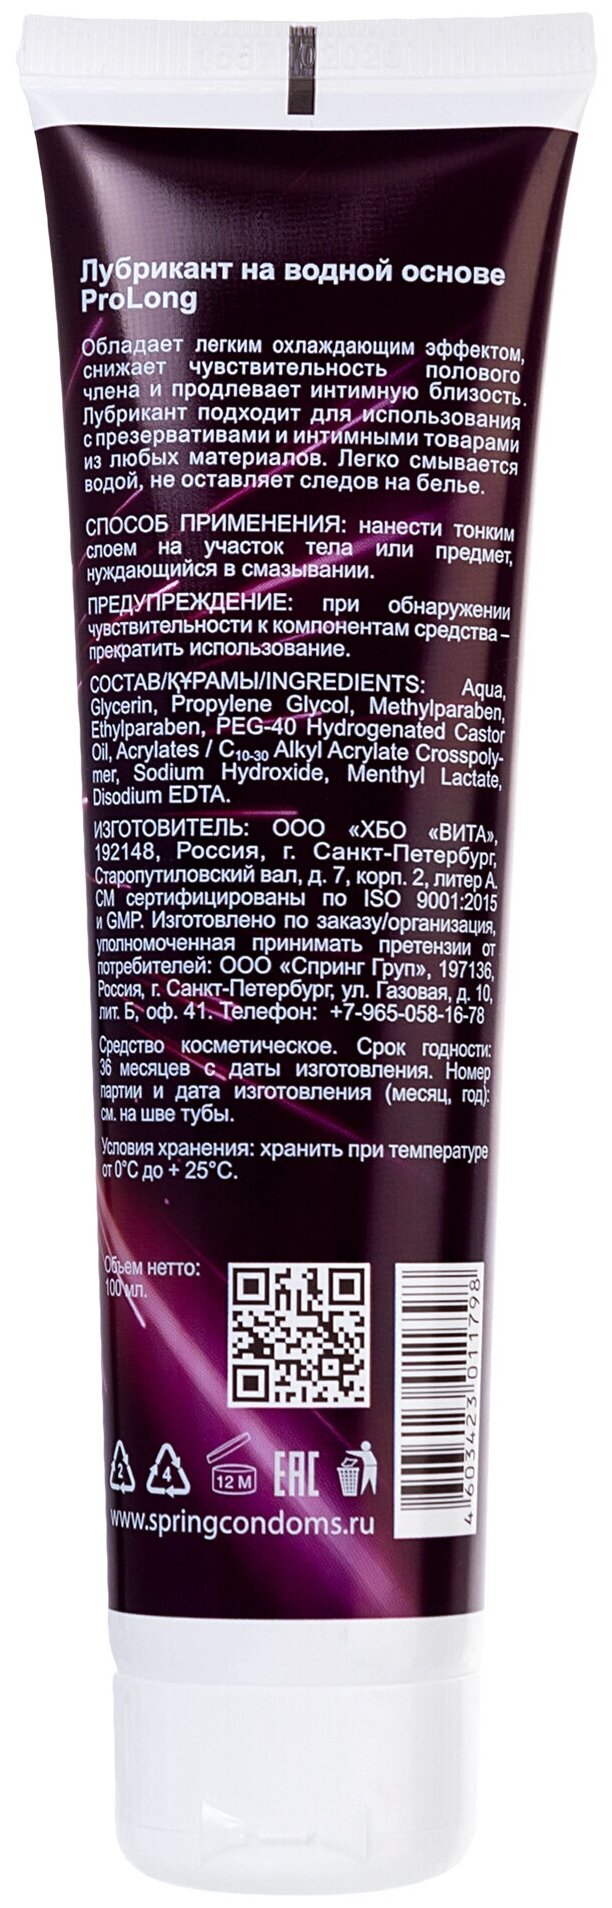 Лубрикант на водной основе
ProLong
Обладает легким охлаждающим эффектом,
снижает чувствительность полового
члена и продлевает интимную близость.
Лубрикант подходит для использования
с презервативами и интимными товарами
из любых материалов. Легко смывается
водой, не оставляет следов на белье.
СПОСОБ ПРИМЕНЕНИЯ: нанести тонким
слоем на участок тела или предмет,
нуждающийся в смазывании.
ПРЕДУПРЕЖДЕНИЕ: при обнаружении
чувствительности к компонентам средства –
прекратить использование.
СОСТАВ/ҚҰРАМЫ/INGREDIENTS: Aqua,
Glycerin, Propylene Glycol, Methylparaben,
Ethylparaben, PEG-40 Hydrogenated Castor
Oil, Acrylates / C10-30 Alkyl Acrylate Crosspoly-
mer, Sodium Hydroxide, Menthyl Lactate,
Disodium EDTA.
ИЗГОТОВИТЕЛЬ: ООО «ХБО «ВИТА»,
192148, Россия, г. Санкт-Петербург,
Старопутиловский вал, д. 7, корп. 2, литер А.
СМ сертифицированы по ISO 9001:2015
и GMP. Изготовлено по заказу/организация,
уполномоченная принимать претензии от
потребителей: ООО «Спринг Груп», 197136,
Россия, г. Санкт-Петербург, ул. Газовая, д. 10,
лит. Б, оф. 41. Телефон: +7-965-058-16-78
Средство косметическое. Срок годности:
36 месяцев с даты изготовления. Номер
партии и дата изготовления (месяц, год):
см. на шве тубы.
Условия хранения: хранить при температуре
от 0°С до + 25°С.
Объем нетто:
100 мл.
2
4
12 M
EAC
www.springcondoms.ru
4 603423 011798